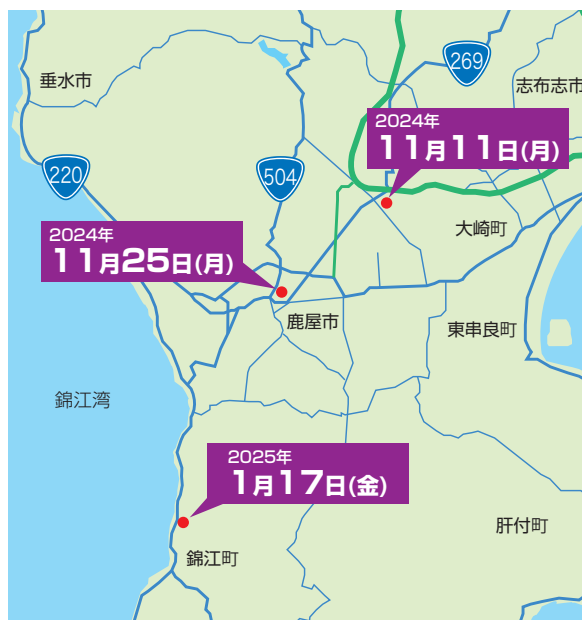 垂水市
269
志布志市
2024年
11月11日(月)
220
504
大崎町
2024年
11月25日(月)
鹿屋市
東串良町
錦江湾
2025年
1月17日(金)
肝付町
錦江町